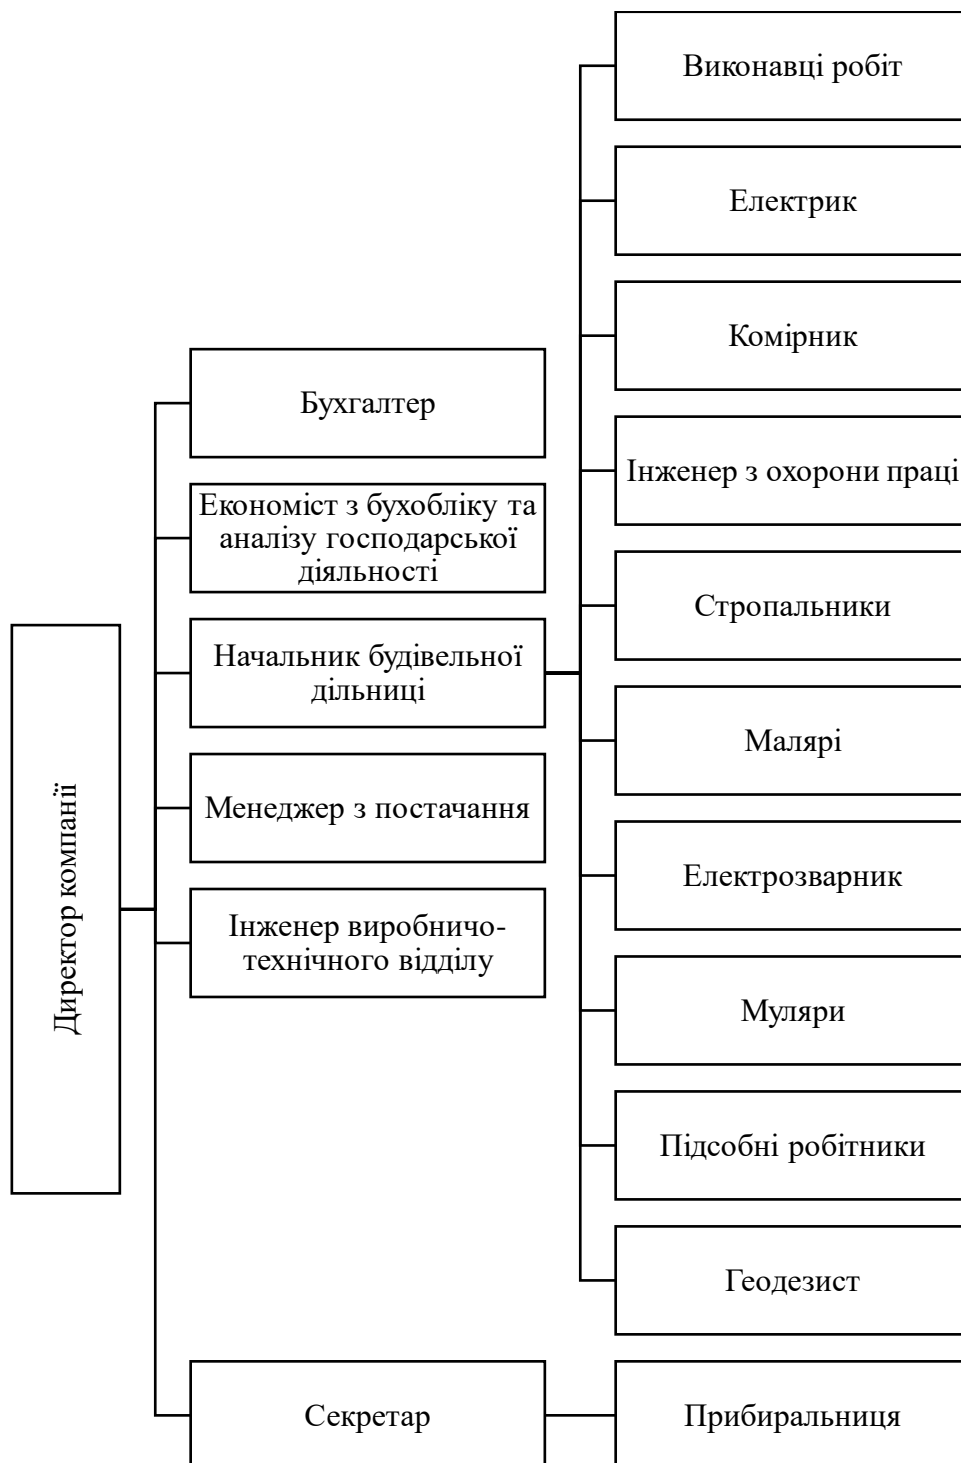 Директор компанії
Бухгалтер
Економіст з бухобліку та
аналізу господарської
діяльності
Начальник будівельної
дільниці
Менеджер з постачання
Інженер виробничо-
технічного відділу
Секретар
Виконавці робіт
Електрик
Комірник
Інженер з охорони праці
Стропальники
Малярі
Електрозварник
Муляри
Підсобні робітники
Геодезист
Прибиральниця